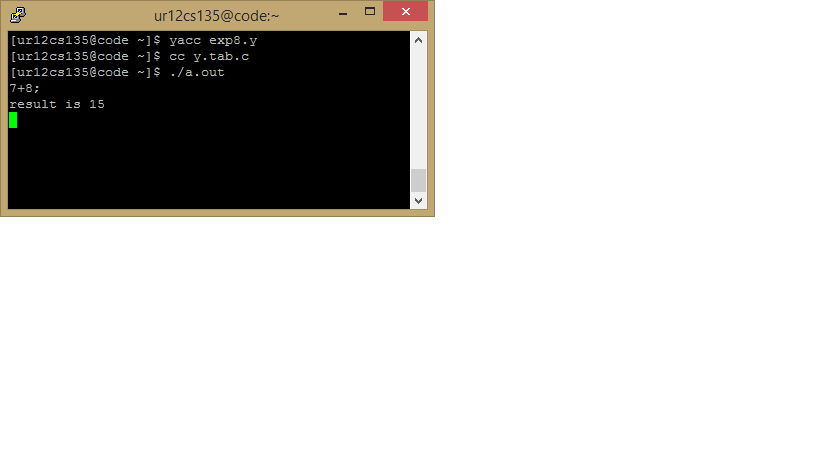 ur12cs135@code:~
[ur12cs135@code ~]$ yacc exp8.y
[ur12cs135@code ~]$ cc y.tab.c
[ur12cs135@code ~]$ ./a.out
7+8;
result is 15